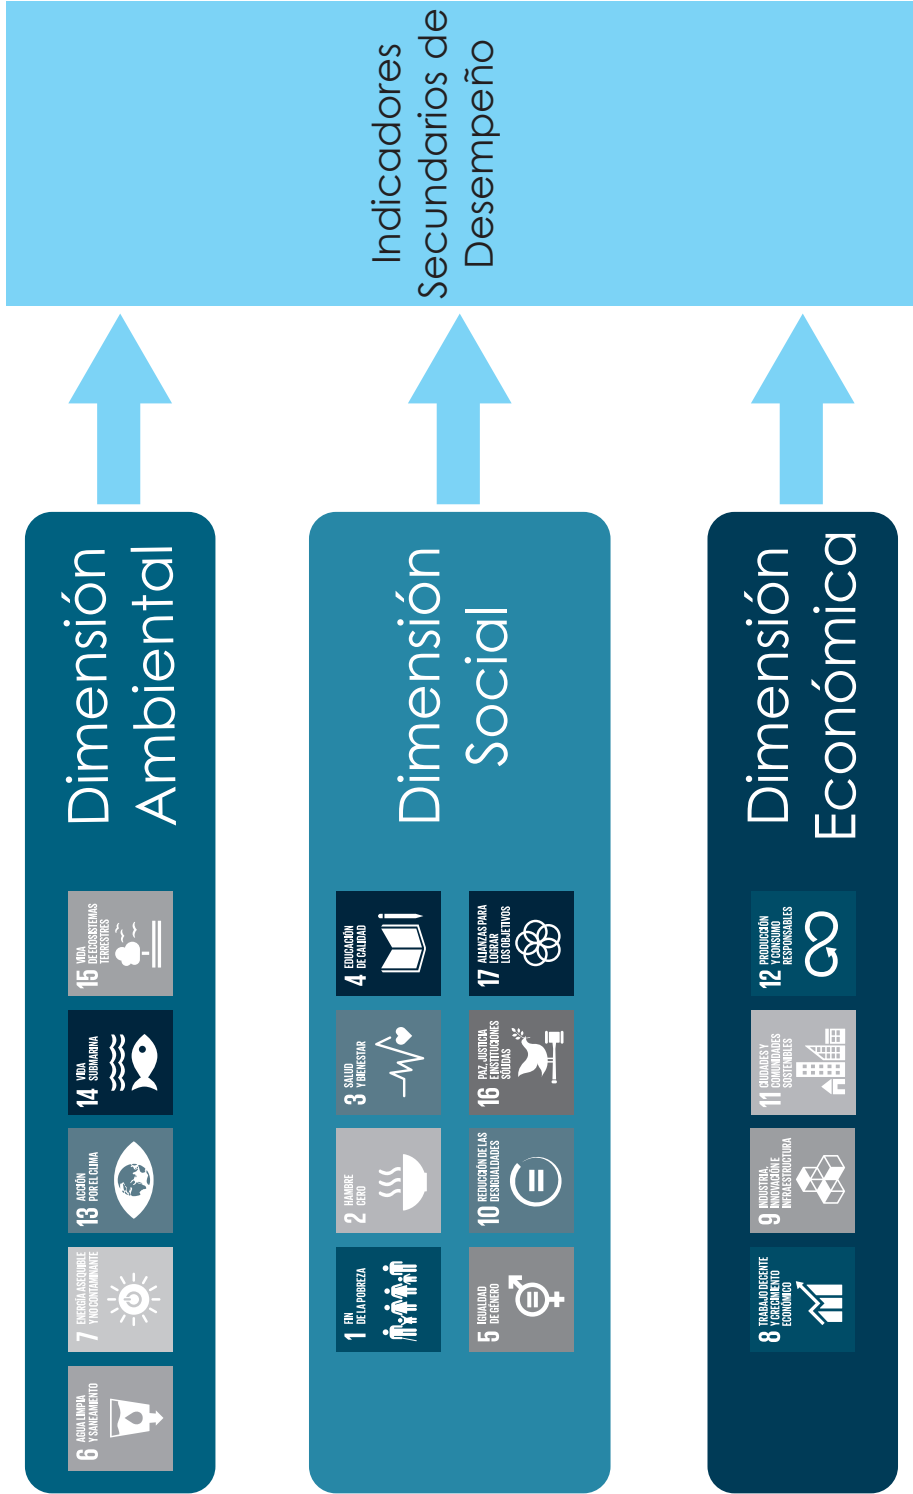 6 AGUA LIMPIA
Y SANEAMIENTO
7 ENERGÍA ASEQUIBLE
Y NO CONTAMINANTE
13 ACCIÓN
POR EL CLIMA
14 VIDA
SUBMARINA
15 VIDA
DE ECOSISTEMAS
TERRESTRES
Dimensión
Ambiental
1 FIN
DE LA POBREZA
2 HAMBRE
CERO
3 SALUD
Y BIENESTAR
4 EDUCACIÓN
DE CALIDAD
5 IGUALDAD
DE GÉNERO
10 REDUCCIÓN DE LAS
DESIGUALDADES
16 PAZ, JUSTICIA
E INSTITUCIONES
SÓLIDAS
17 ALIANZAS PARA
LOGRAR
LOS OBJETIVOS
Dimensión
Social
8 TRABAJO DECENTE
Y CRECIMIENTO
ECONÓMICO
9 INDUSTRIA,
INNOVACIÓN E
INFRAESTRUCTURA
11 CIUDADES Y
COMUNIDADES
SOSTENIBLES
12 PRODUCCIÓN
Y CONSUMO
RESPONSABLES
Dimensión
Económica
Indicadores
Secundarios de
Desempeño